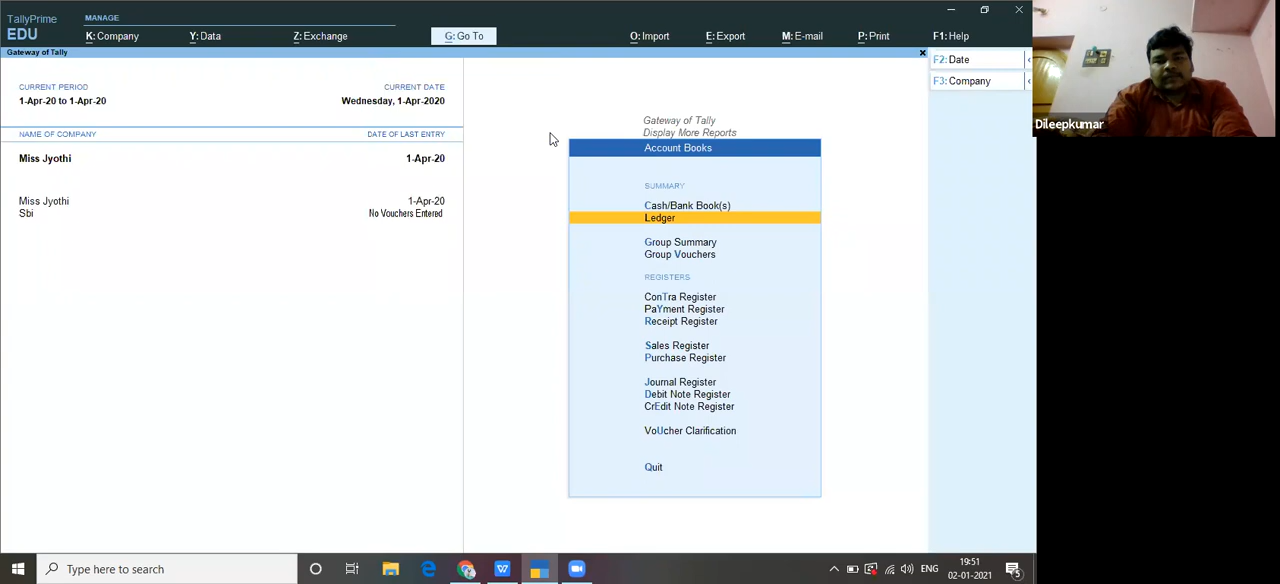 TallyPrime
EDU
MANAGE
K: Company
Y: Data
Z: Exchange
G: Go To
O: Import
E: Export
M: E-mail
P: Print
F1: Help
Gateway of Tally
F2: Date
F3: Company
CURRENT PERIOD
CURRENT DATE
1-Apr-20 to 1-Apr-20
Wednesday, 1-Apr-2020
NAME OF COMPANY
DATE OF LAST ENTRY
Miss Jyothi
1-Apr-20
Miss Jyothi
1-Apr-20
Sbi
No Vouchers Entered
Gateway of Tally
Display More Reports
Account Books
SUMMARY
Cash/Bank Book(s)
Ledger
Group Summary
Group Vouchers
REGISTERS
ConTra Register
PaYment Register
Receipt Register
Sales Register
Purchase Register
Journal Register
Debit Note Register
CrEdit Note Register
VoUcher Clarification
Quit
Dileepkumar
Type here to search
ENG
19:51
02-01-2021
5